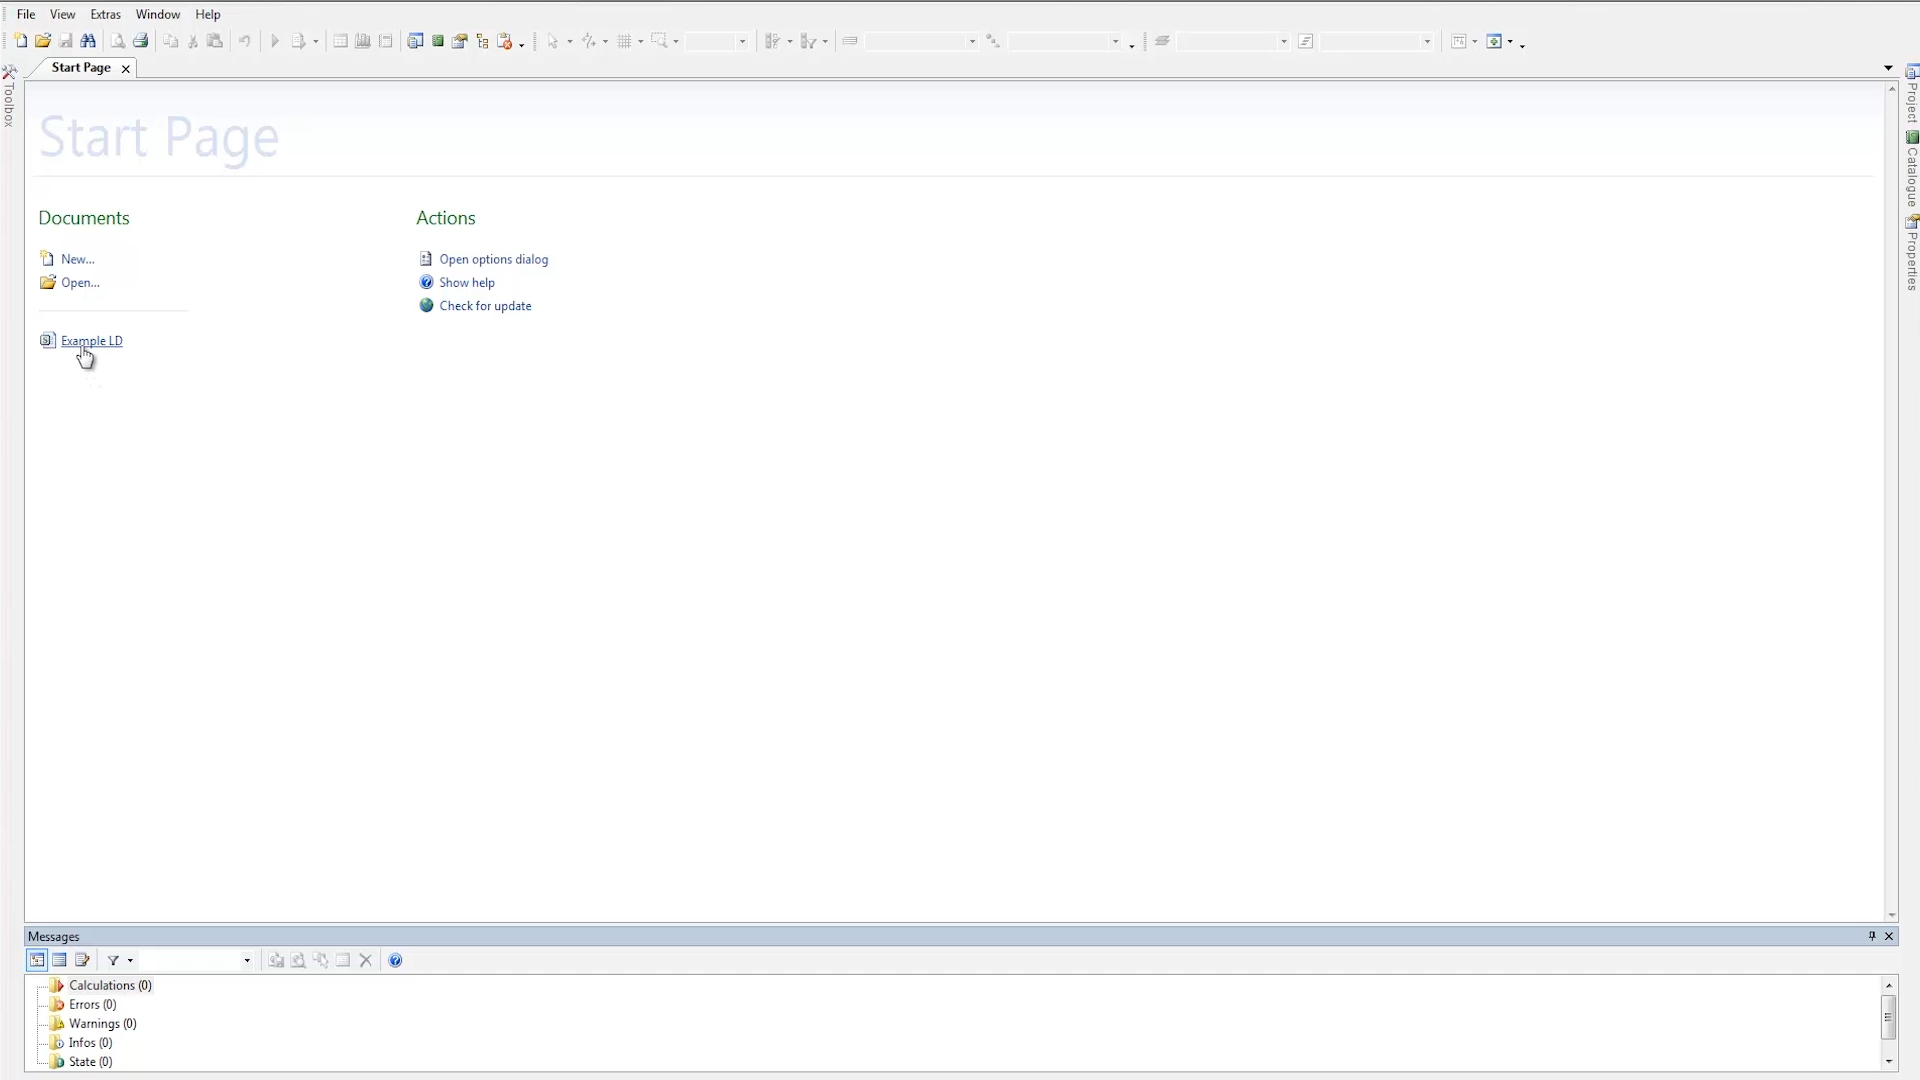 File View Extras Window Help
Start Page
Toolbox
Project
Catalogue
Properties
Start Page
Documents
New...
Open...
Example LD
Actions
Open options dialog
Show help
Check for update
Messages
Calculations (0)
Errors (0)
Warnings (0)
Infos (0)
State (0)